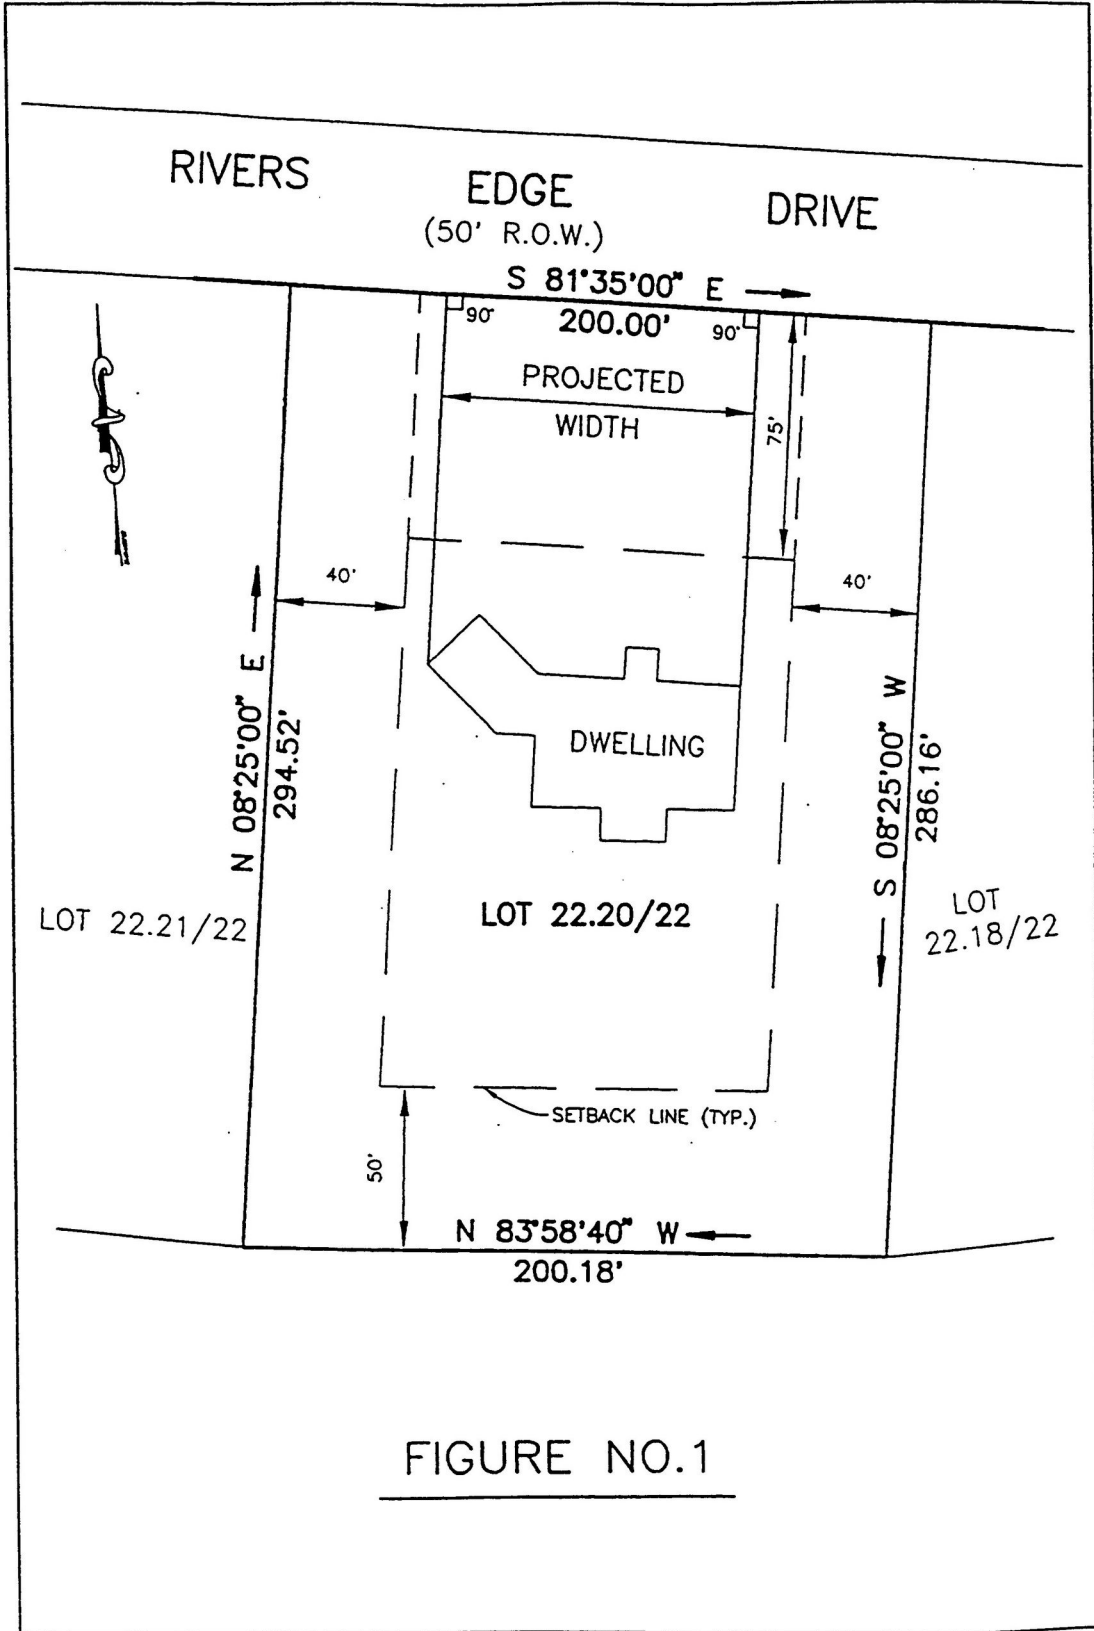 RIVERS EDGE DRIVE
(50' R.O.W.)
S 81°35'00" E
200.00'
90°
90°
PROJECTED
WIDTH
75'
40'
40'
N 08°25'00" E
294.52'
S 08°25'00" W
286.16'
DWELLING
LOT 22.21/22
LOT 22.20/22
LOT
22.18/22
SETBACK LINE (TYP.)
50'
N 83°58'40" W
200.18'
FIGURE NO.1